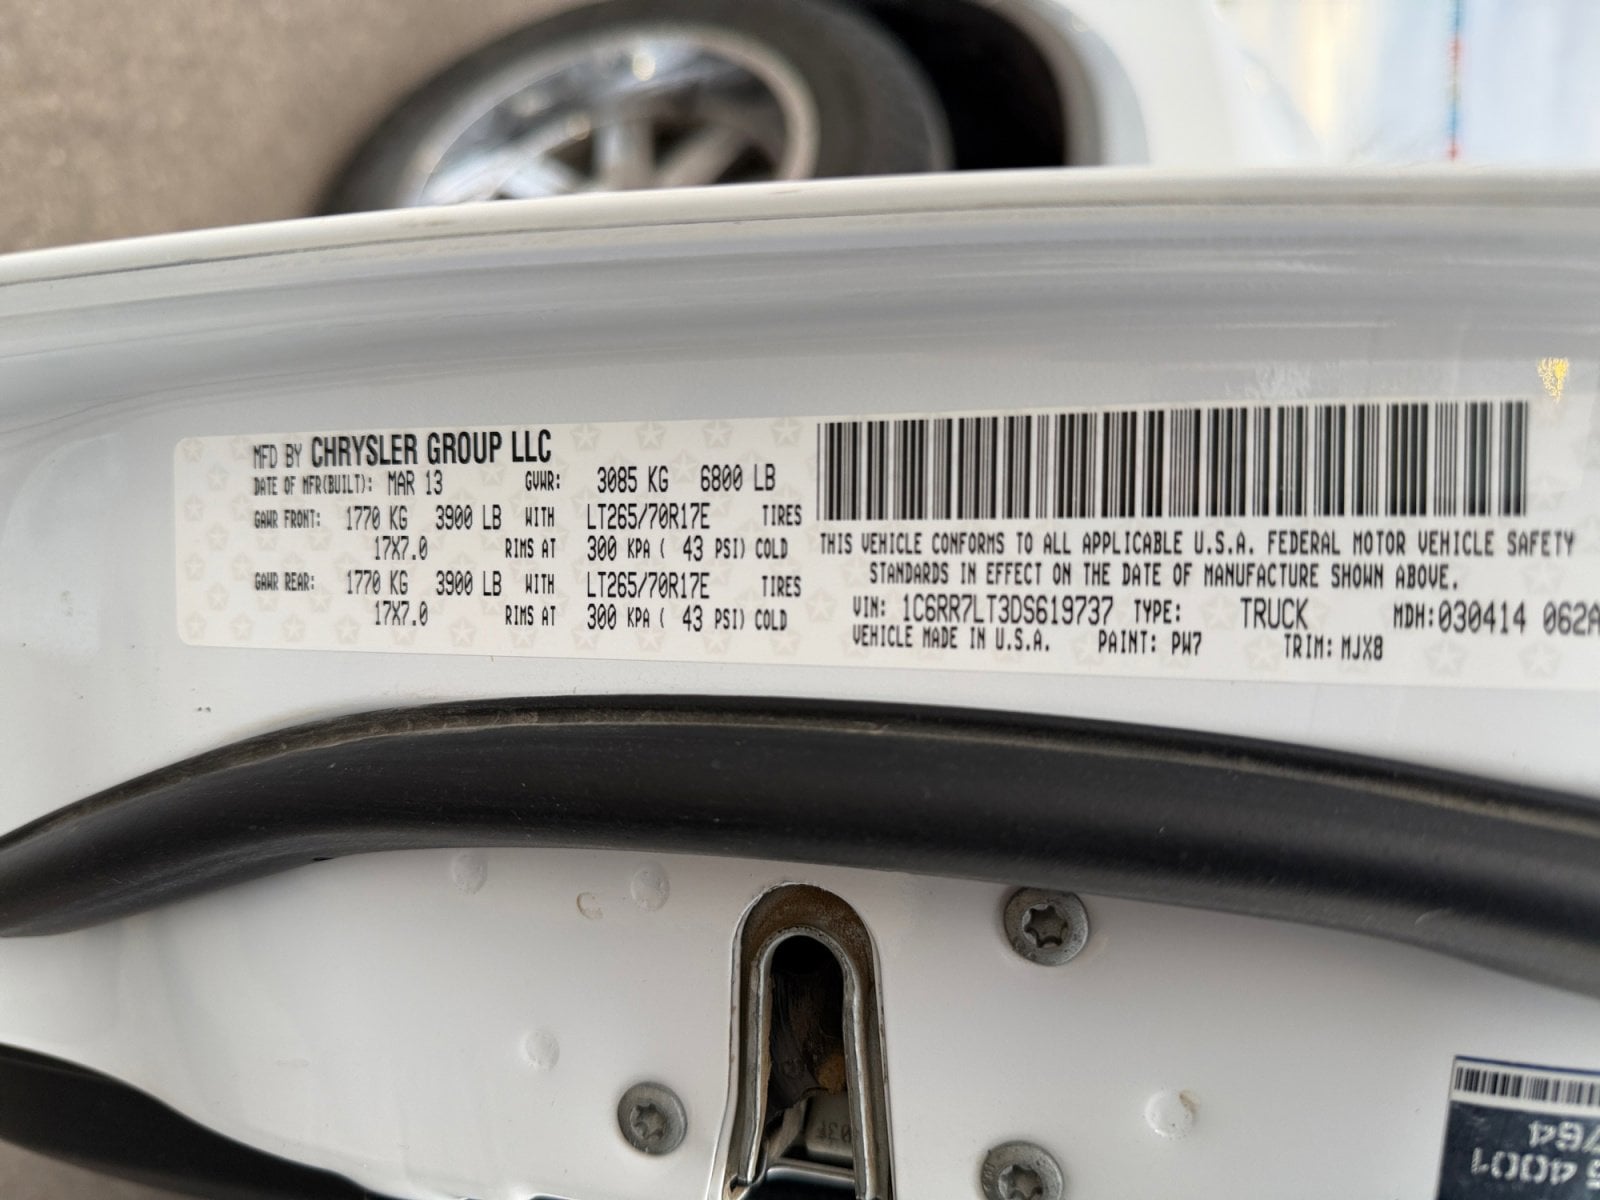 MFD BY CHRYSLER GROUP LLC
DATE OF MFR(BUILT): MAR 13 GVWR: 3085 KG 6800 LB
GAWR FRONT: 1770 KG 3900 LB WITH LT265/70R17E TIRES
17X7.0 RIMS AT 300 KPA ( 43 PSI) COLD
GAWR REAR: 1770 KG 3900 LB WITH LT265/70R17E TIRES
17X7.0 RIMS AT 300 KPA ( 43 PSI) COLD
THIS VEHICLE CONFORMS TO ALL APPLICABLE U.S.A. FEDERAL MOTOR VEHICLE SAFETY
STANDARDS IN EFFECT ON THE DATE OF MANUFACTURE SHOWN ABOVE.
VIN: 1C6RR7LT3DS619737 TYPE: TRUCK MDH:030414 062A
VEHICLE MADE IN U.S.A. PAINT: PW7 TRIM: MJX8
4001